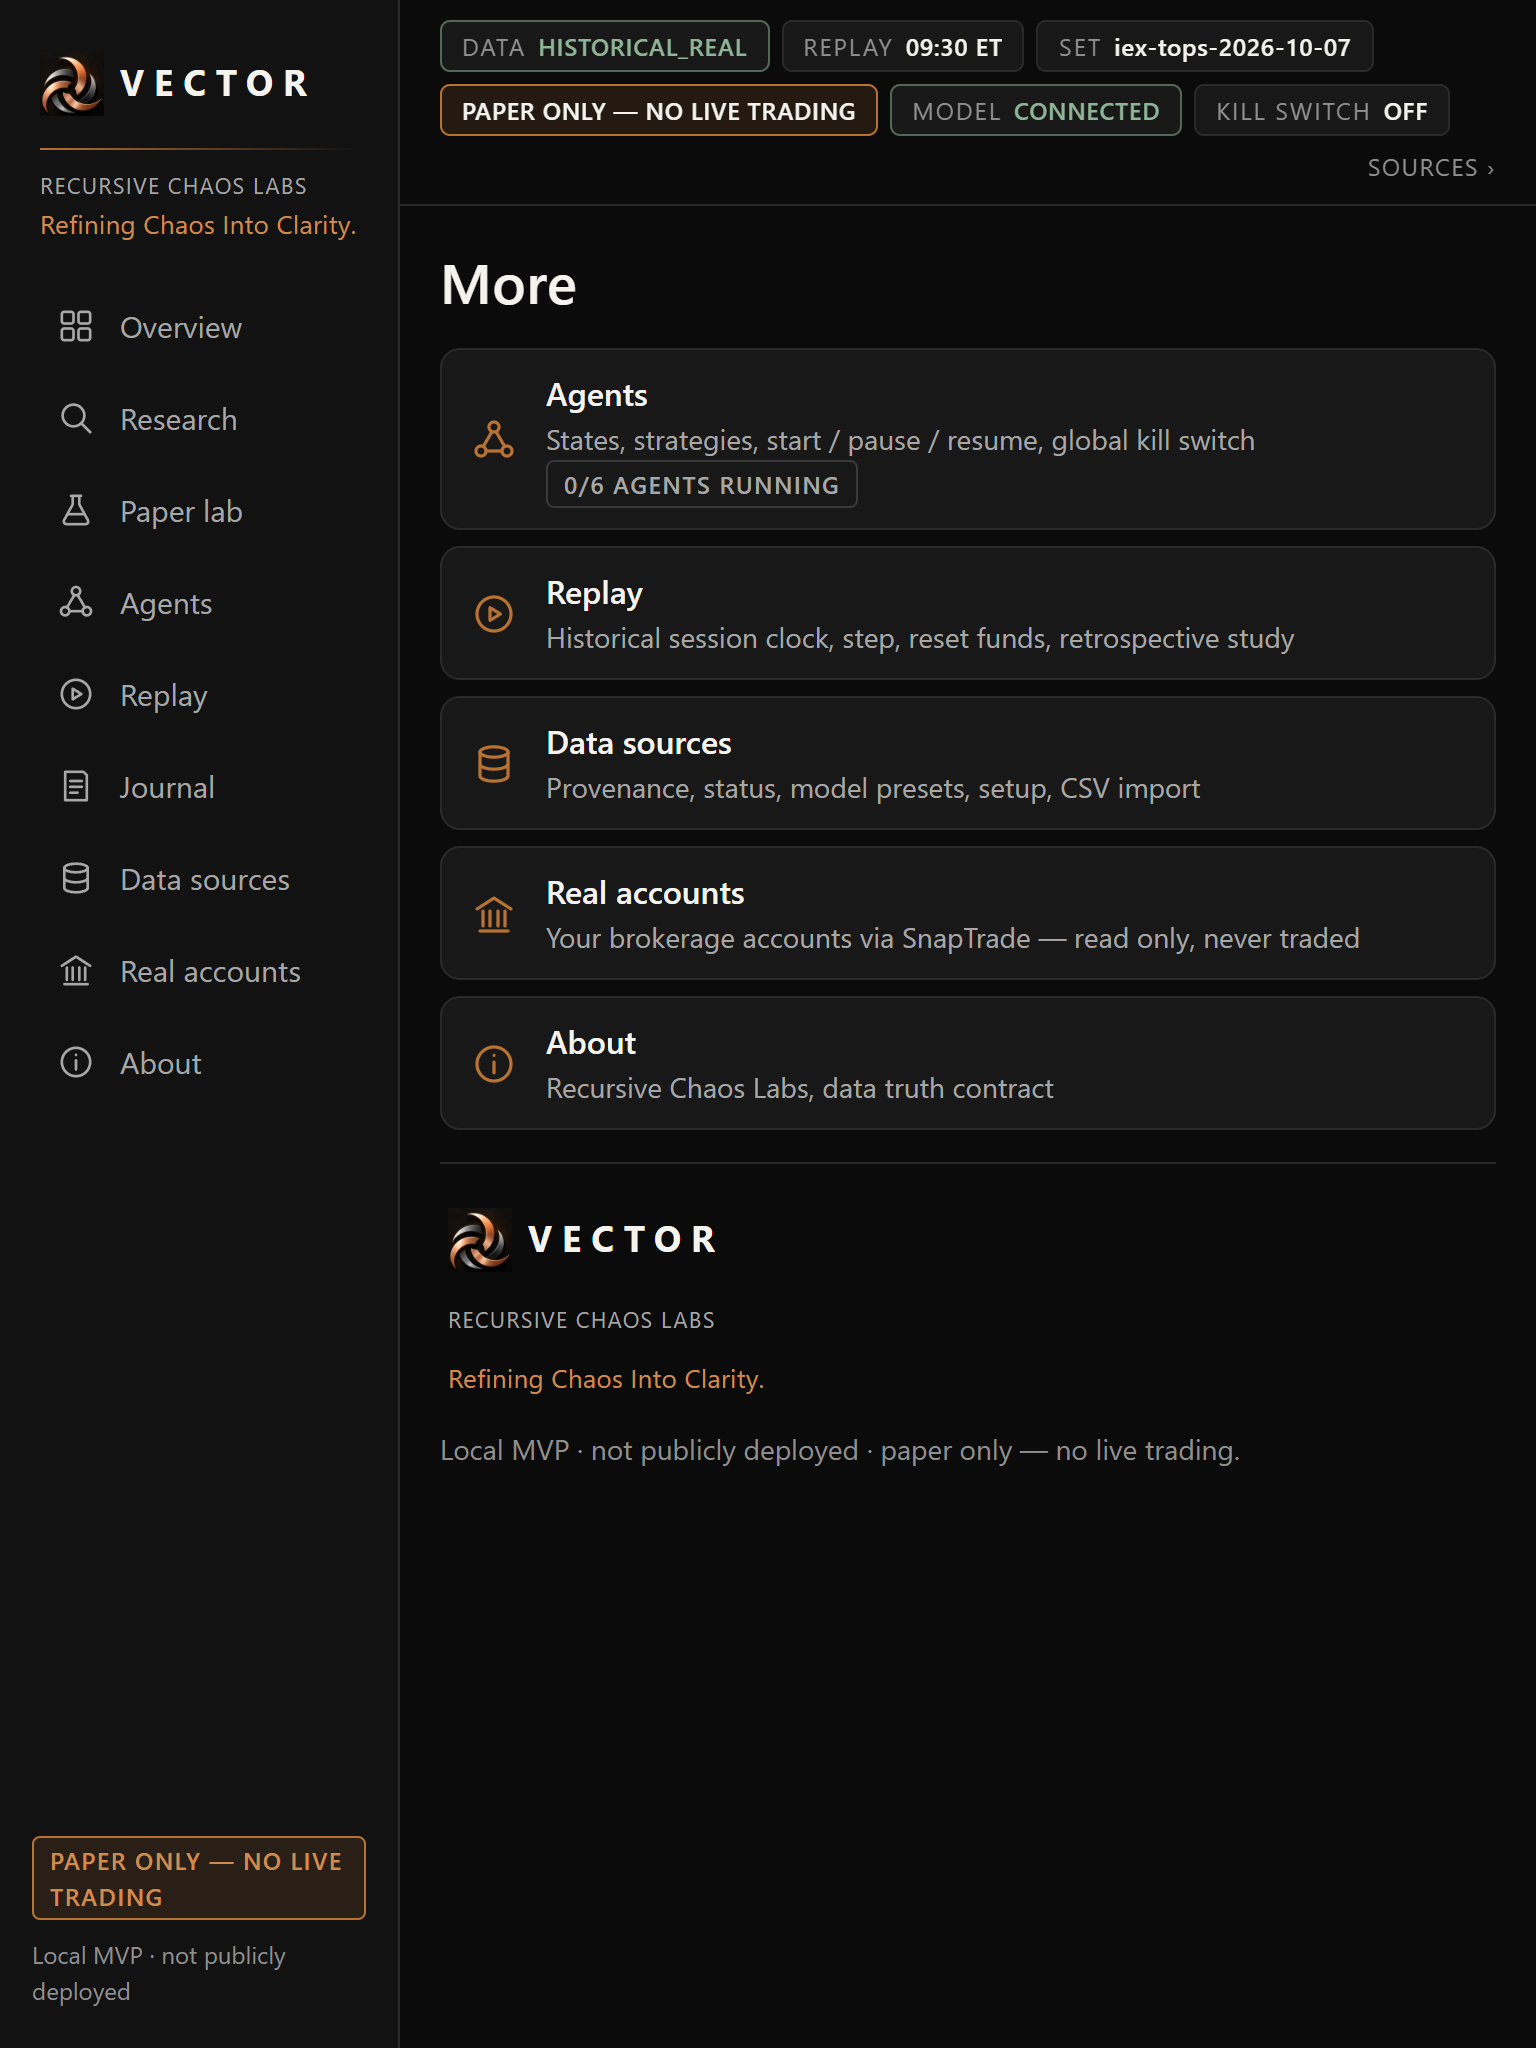 VECTOR
RECURSIVE CHAOS LABS
Refining Chaos Into Clarity.
Overview
Research
Paper lab
Agents
Replay
Journal
Data sources
Real accounts
About
PAPER ONLY — NO LIVE
TRADING
Local MVP · not publicly
deployed
DATA HISTORICAL_REAL
REPLAY 09:30 ET
SET iex-tops-2026-10-07
PAPER ONLY — NO LIVE TRADING
MODEL CONNECTED
KILL SWITCH OFF
SOURCES ›
More
Agents
States, strategies, start / pause / resume, global kill switch
0/6 AGENTS RUNNING
Replay
Historical session clock, step, reset funds, retrospective study
Data sources
Provenance, status, model presets, setup, CSV import
Real accounts
Your brokerage accounts via SnapTrade — read only, never traded
About
Recursive Chaos Labs, data truth contract
VECTOR
RECURSIVE CHAOS LABS
Refining Chaos Into Clarity.
Local MVP · not publicly deployed · paper only — no live trading.